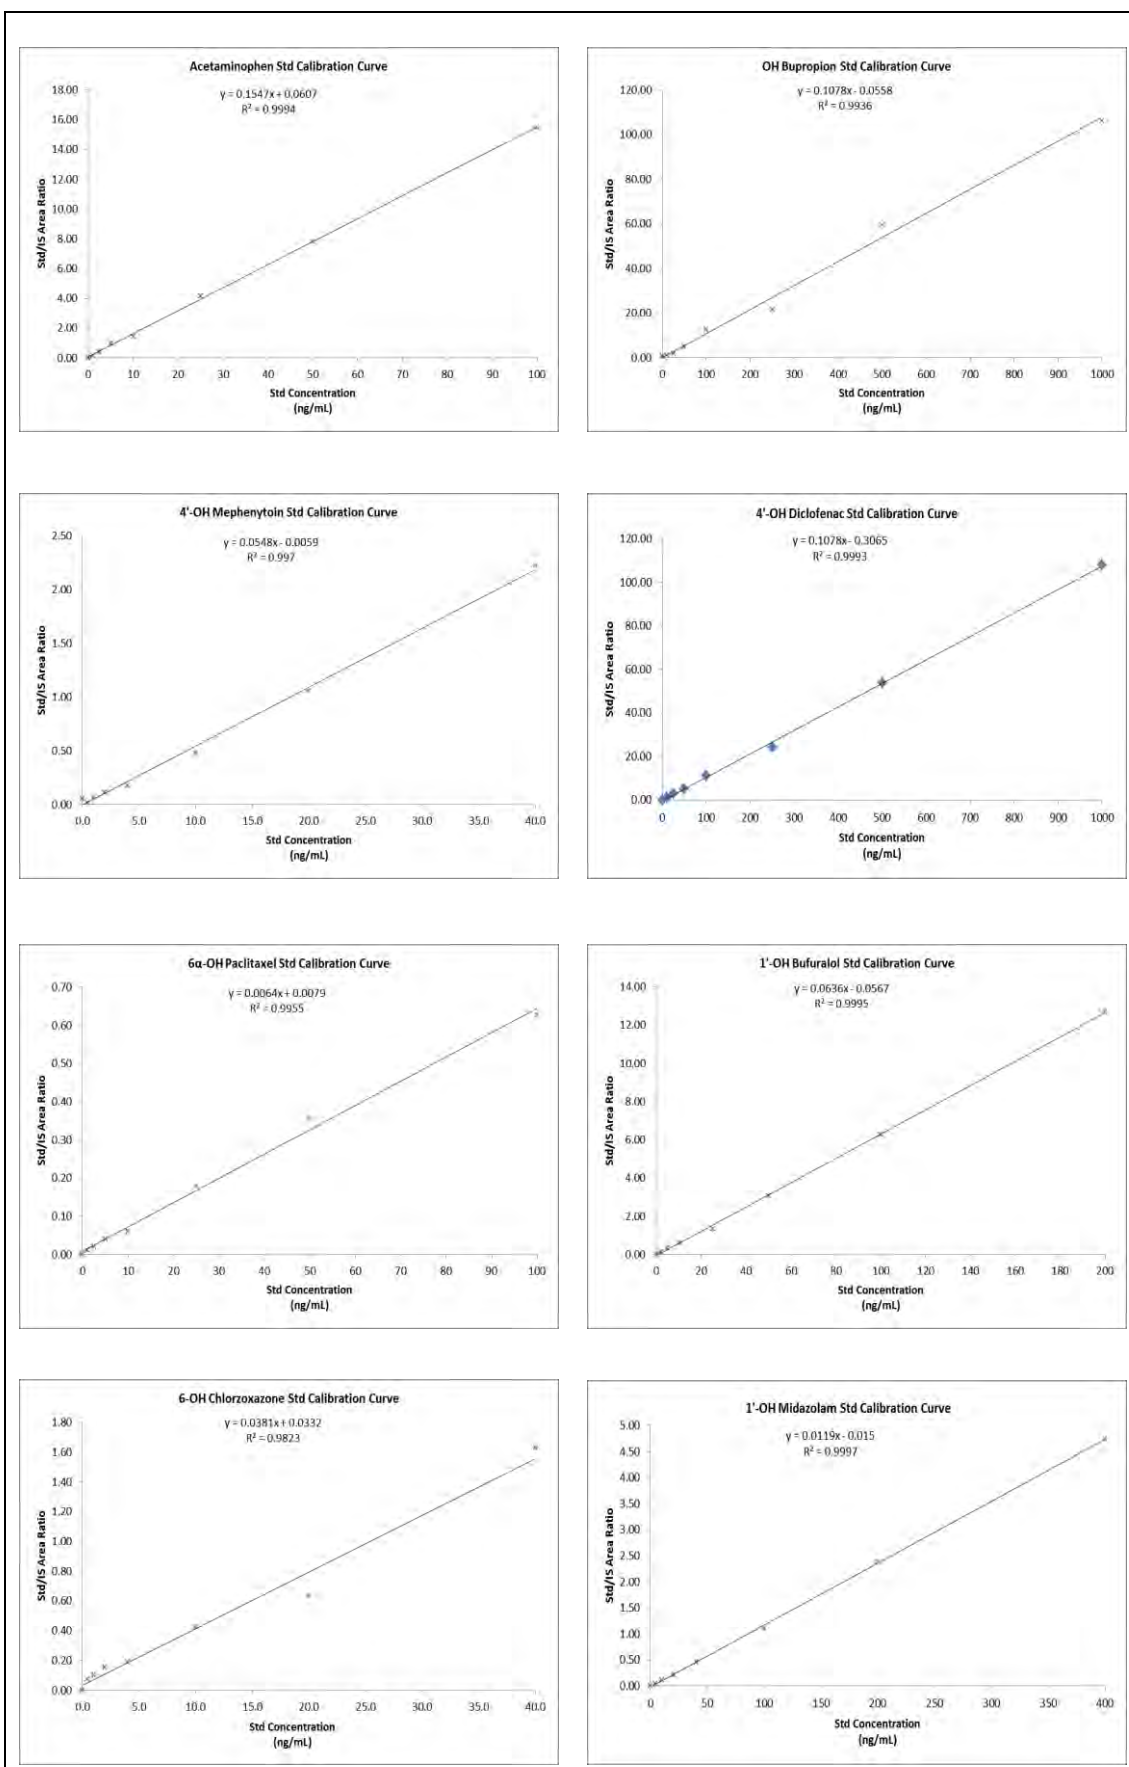 Acetaminophen Std Calibration Curve
y = 0.1547x + 0.0607
R² = 0.9994
18.00
16.00
14.00
12.00
10.00
8.00
6.00
4.00
2.00
0.00
Std/IS Area Ratio
0 10 20 30 40 50 60 70 80 90 100
Std Concentration
(ng/mL)
OH Bupropion Std Calibration Curve
y = 0.1078x - 0.0558
R² = 0.9936
120.00
100.00
80.00
60.00
40.00
20.00
0.00
Std/IS Area Ratio
0 100 200 300 400 500 600 700 800 900 1000
Std Concentration
(ng/mL)
4'-OH Mephenytoin Std Calibration Curve
y = 0.0548x - 0.0059
R² = 0.997
2.50
2.00
1.50
1.00
0.50
0.00
Std/IS Area Ratio
0.0 5.0 10.0 15.0 20.0 25.0 30.0 35.0 40.0
Std Concentration
(ng/mL)
4'-OH Diclofenac Std Calibration Curve
y = 0.1078x - 0.3065
R² = 0.9993
120.00
100.00
80.00
60.00
40.00
20.00
0.00
Std/IS Area Ratio
0 100 200 300 400 500 600 700 800 900 1000
Std Concentration
(ng/mL)
6α-OH Paclitaxel Std Calibration Curve
y = 0.0064x + 0.0079
R² = 0.9955
0.70
0.60
0.50
0.40
0.30
0.20
0.10
0.00
Std/IS Area Ratio
0 10 20 30 40 50 60 70 80 90 100
Std Concentration
(ng/mL)
1'-OH Bufuralol Std Calibration Curve
y = 0.0636x - 0.0567
R² = 0.9995
14.00
12.00
10.00
8.00
6.00
4.00
2.00
0.00
Std/IS Area Ratio
0 20 40 60 80 100 120 140 160 180 200
Std Concentration
(ng/mL)
6-OH Chlorzoxazone Std Calibration Curve
y = 0.0381x + 0.0332
R² = 0.9823
1.80
1.60
1.40
1.20
1.00
0.80
0.60
0.40
0.20
0.00
Std/IS Area Ratio
0.0 5.0 10.0 15.0 20.0 25.0 30.0 35.0 40.0
Std Concentration
(ng/mL)
1'-OH Midazolam Std Calibration Curve
y = 0.0119x - 0.015
R² = 0.9997
5.00
4.50
4.00
3.50
3.00
2.50
2.00
1.50
1.00
0.50
0.00
Std/IS Area Ratio
0 50 100 150 200 250 300 350 400
Std Concentration
(ng/mL)